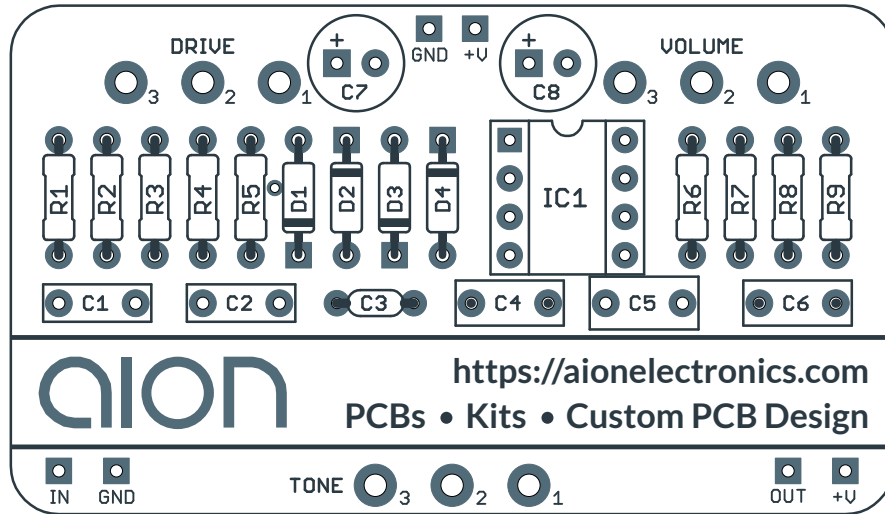 GND +V
DRIVE VOLUME
+ +
3 2 1 C7 C8 3 2 1
R1 R2 R3 R4 R5 D1 D2 D3 D4 IC1 R6 R7 R8 R9
C1 C2 C3 C4 C5 C6
aion https://aionelectronics.com
PCBs • Kits • Custom PCB Design
TONE 3 2 1
IN GND OUT +V